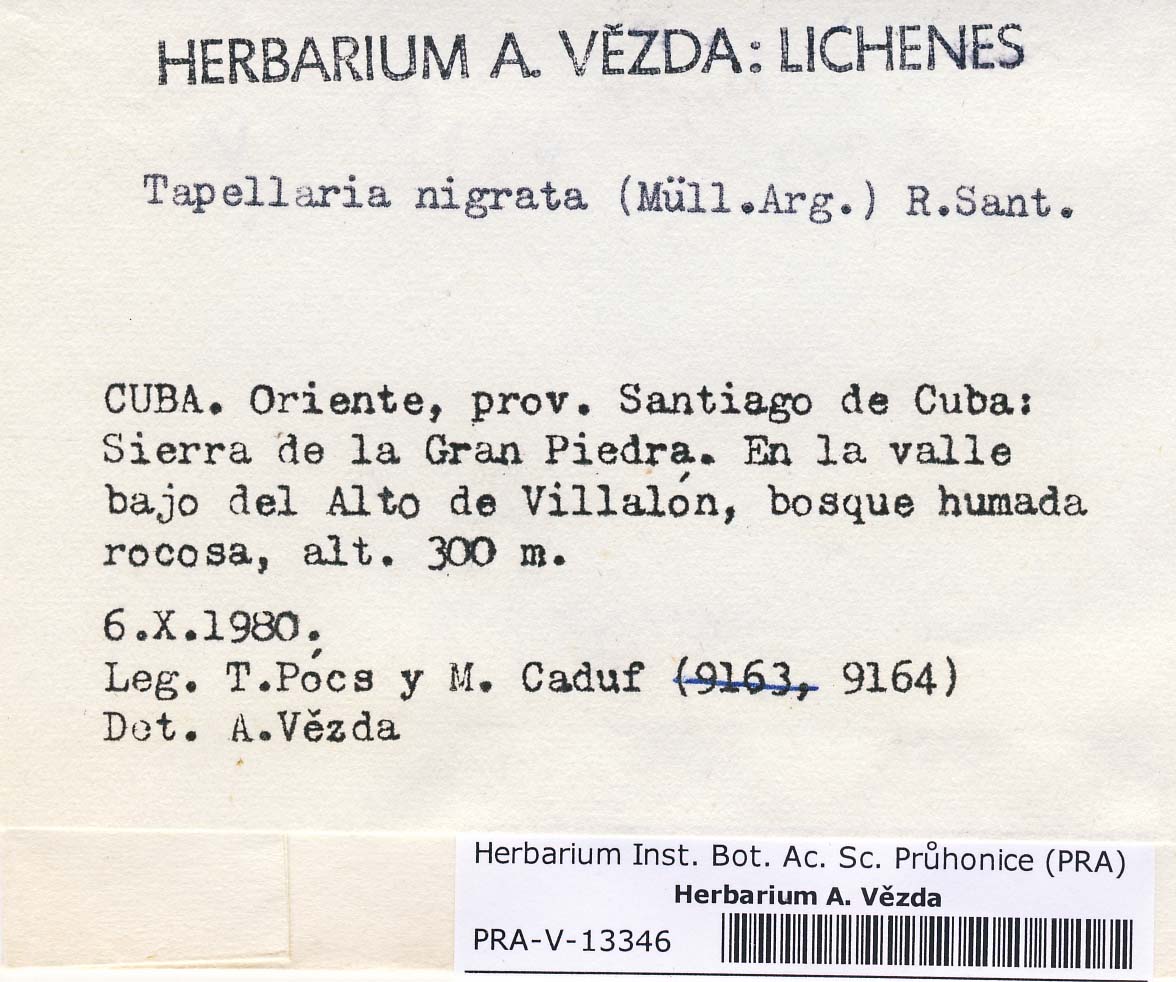 HERBARIUM A. VĚZDA: LICHENES
Tapellaria nigrata (Müll.Arg.) R.Sant.
CUBA. Oriente, prov. Santiago de Cuba:
Sierra de la Gran Piedra. En la valle
bajo del Alto de Villalón, bosque humada
rocosa, alt. 300 m.
6.X.1980.
Leg. T.Pócs y M. Caduf (9163, 9164)
Det. A.Vězda
Herbarium Inst. Bot. Ac. Sc. Průhonice (PRA)
Herbarium A. Vězda
PRA-V-13346